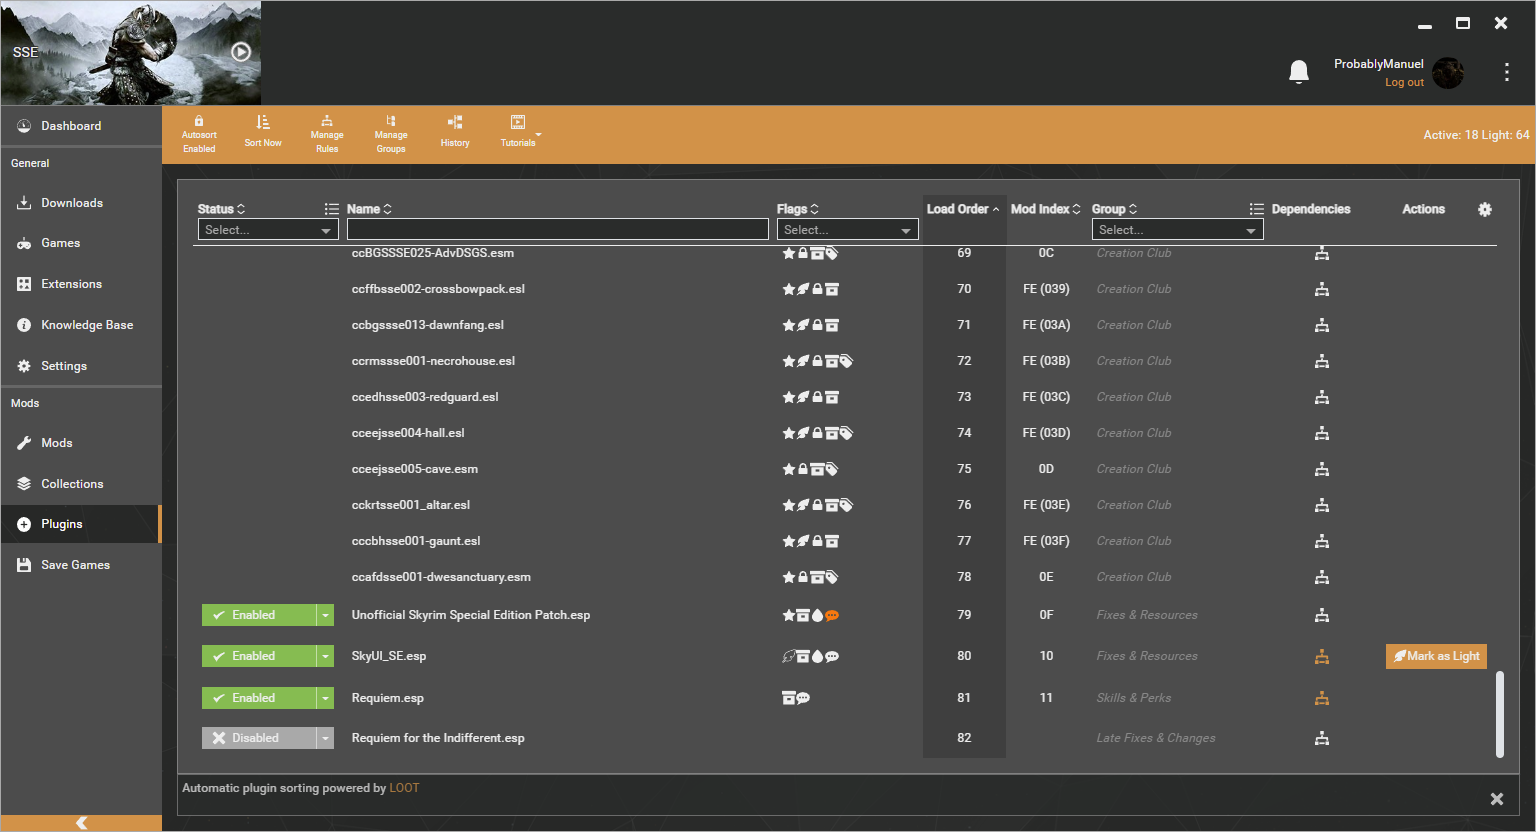 SSE
ProbablyManuel
Log out
Dashboard
General
Downloads
Games
Extensions
Knowledge Base
Settings
Mods
Mods
Collections
Plugins
Save Games
Autosort Enabled
Sort Now
Manage Rules
Manage Groups
History
Tutorials
Active: 18 Light: 64
Status Name Flags Load Order Mod Index Group Dependencies Actions
Select... Select... Select...
ccBGSSSE025-AdvDSGS.esm 69 0C Creation Club
ccffbsse002-crossbowpack.esl 70 FE (039) Creation Club
ccbgssse013-dawnfang.esl 71 FE (03A) Creation Club
ccrmssse001-necrohouse.esl 72 FE (03B) Creation Club
ccedhsse003-redguard.esl 73 FE (03C) Creation Club
cceejsse004-hall.esl 74 FE (03D) Creation Club
cceejsse005-cave.esm 75 0D Creation Club
cckrtsse001_altar.esl 76 FE (03E) Creation Club
cccbhsse001-gaunt.esl 77 FE (03F) Creation Club
ccafdsse001-dwesanctuary.esm 78 0E Creation Club
Enabled Unofficial Skyrim Special Edition Patch.esp 79 0F Fixes & Resources
Enabled SkyUI_SE.esp 80 10 Fixes & Resources Mark as Light
Enabled Requiem.esp 81 11 Skills & Perks
Disabled Requiem for the Indifferent.esp 82 Late Fixes & Changes
Automatic plugin sorting powered by LOOT